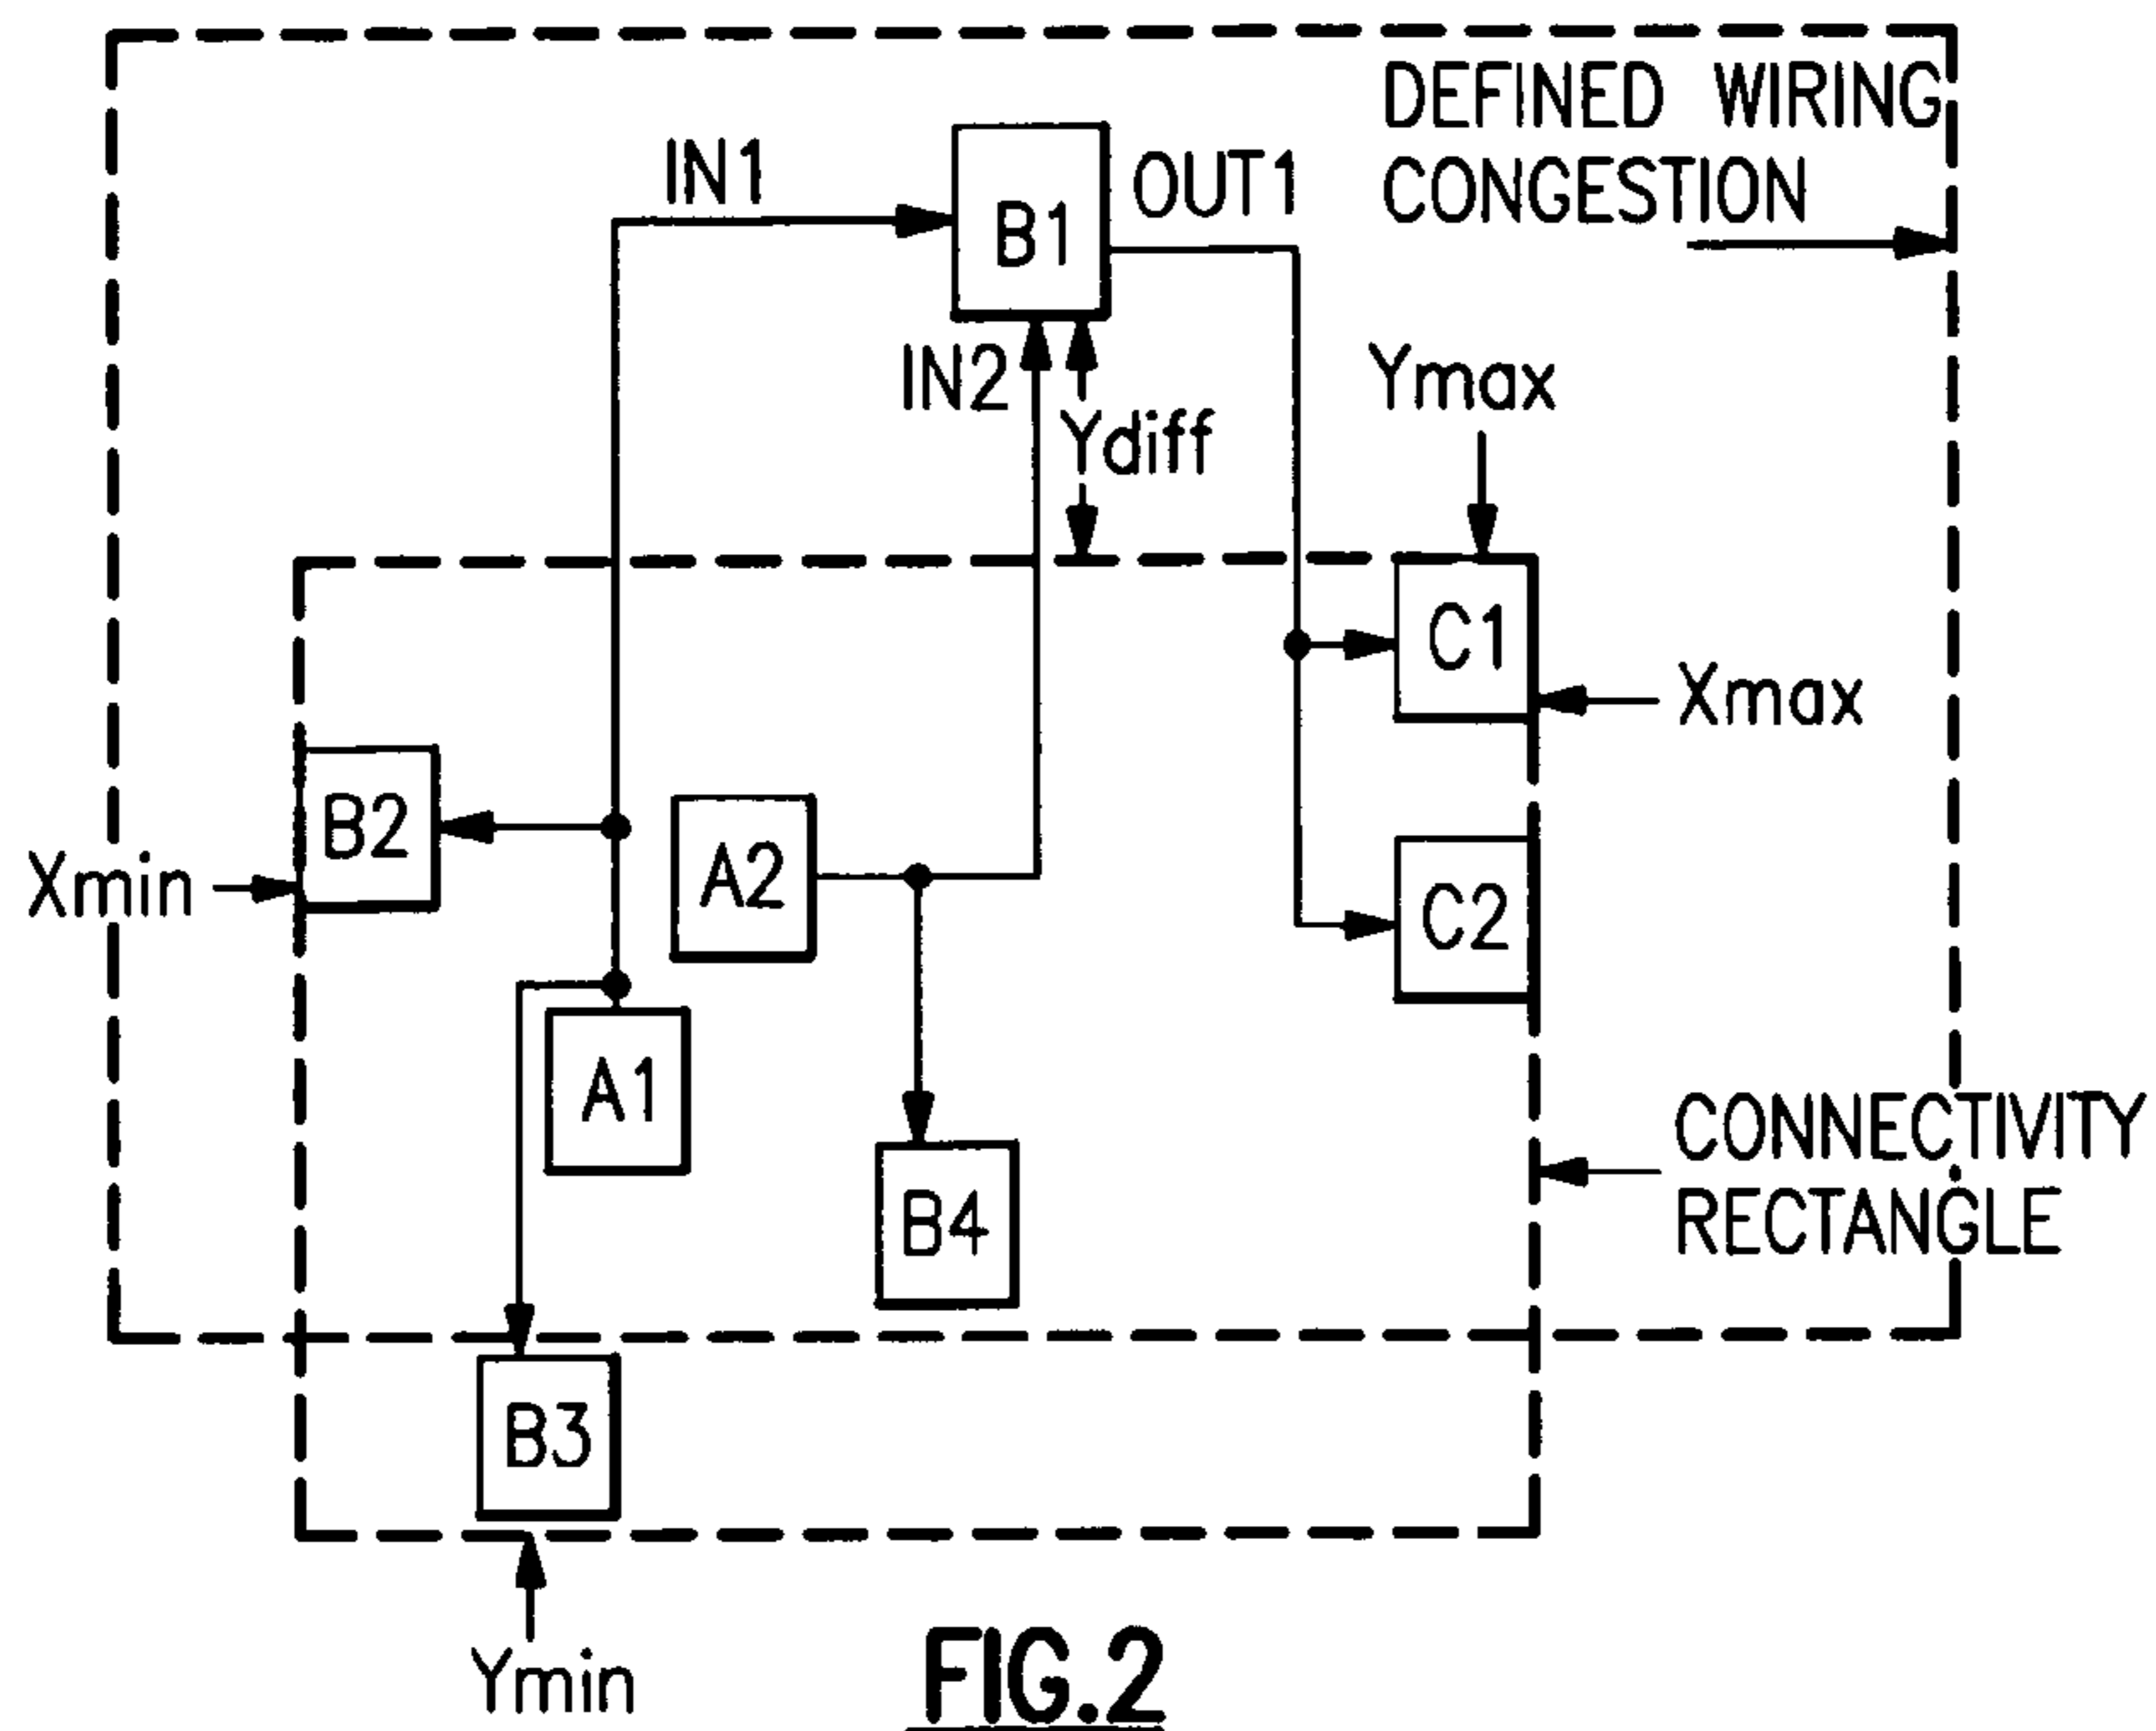 DEFINED WIRING
CONGESTION
IN1
OUT1
B1
IN2
Ydiff
Ymax
C1
Xmax
B2
A2
Xmin
C2
A1
CONNECTIVITY
RECTANGLE
B4
B3
Ymin
FIG.2